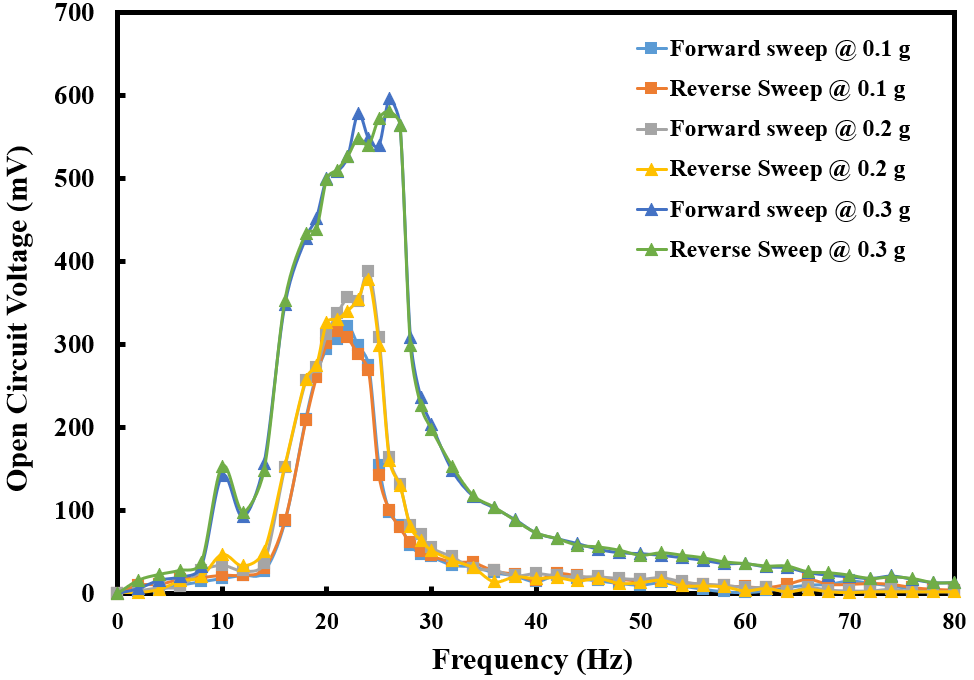 700
600
500
400
300
200
100
0
Open Circuit Voltage (mV)
Forward sweep @ 0.1 g
Reverse Sweep @ 0.1 g
Forward sweep @ 0.2 g
Reverse Sweep @ 0.2 g
Forward sweep @ 0.3 g
Reverse Sweep @ 0.3 g
0 10 20 30 40 50 60 70 80
Frequency (Hz)